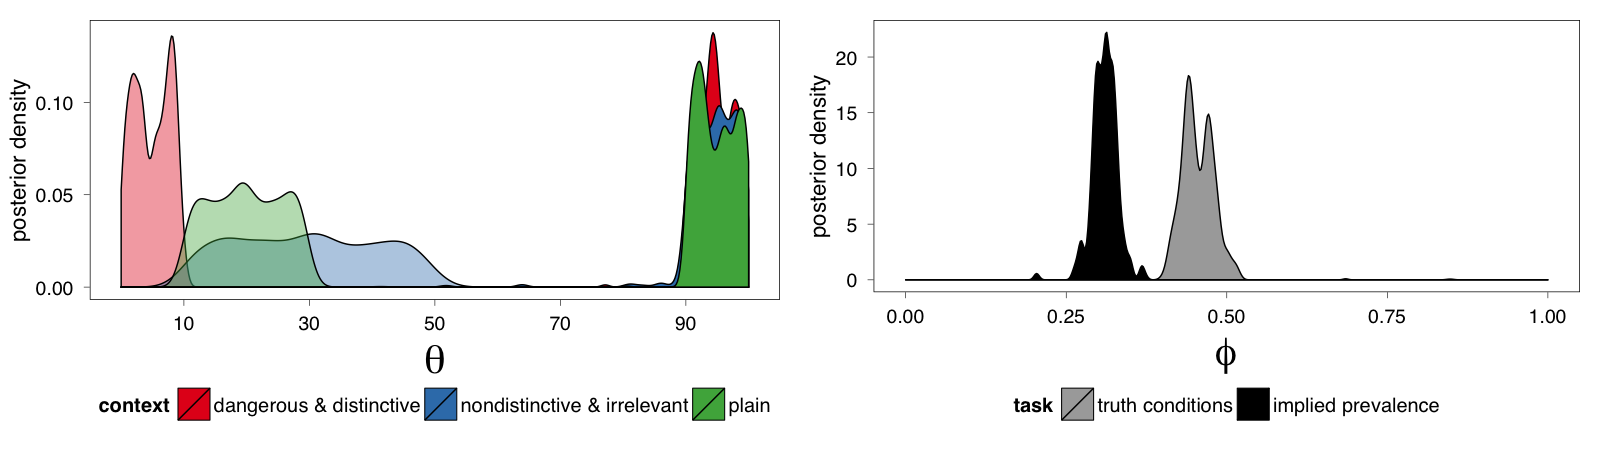 posterior density
0.10
0.05
0.00
10 30 50 70 90
θ
context dangerous & distinctive nondistinctive & irrelevant plain
posterior density
20
15
10
5
0
0.00 0.25 0.50 0.75 1.00
ϕ
task truth conditions implied prevalence